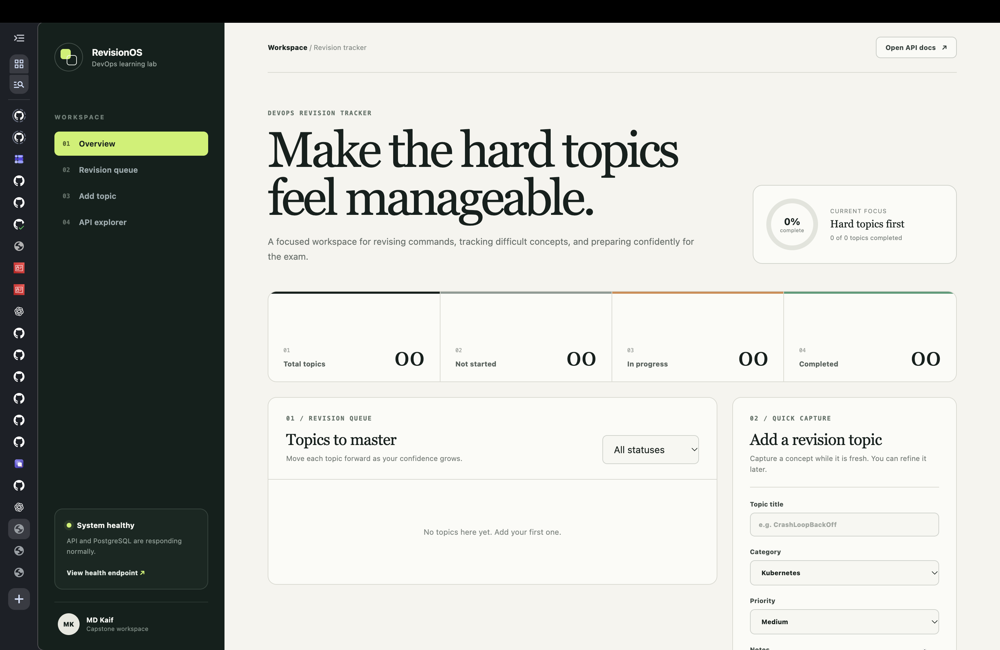 RevisionOS
DevOps learning lab
WORKSPACE
01 Overview
02 Revision queue
03 Add topic
04 API explorer
System healthy
API and PostgreSQL are responding
normally.
View health endpoint ↗
MK
MD Kaif
Capstone workspace
Workspace / Revision tracker
Open API docs ↗
DEVOPS REVISION TRACKER
Make the hard topics
feel manageable.
A focused workspace for revising commands, tracking difficult concepts, and preparing confidently for
the exam.
0%
complete
CURRENT FOCUS
Hard topics first
0 of 0 topics completed
01
Total topics
00
02
Not started
00
03
In progress
00
04
Completed
00
01 / REVISION QUEUE
Topics to master
Move each topic forward as your confidence grows.
All statuses
No topics here yet. Add your first one.
02 / QUICK CAPTURE
Add a revision topic
Capture a concept while it is fresh. You can refine it
later.
Topic title
e.g. CrashLoopBackOff
Category
Kubernetes
Priority
Medium
Notes